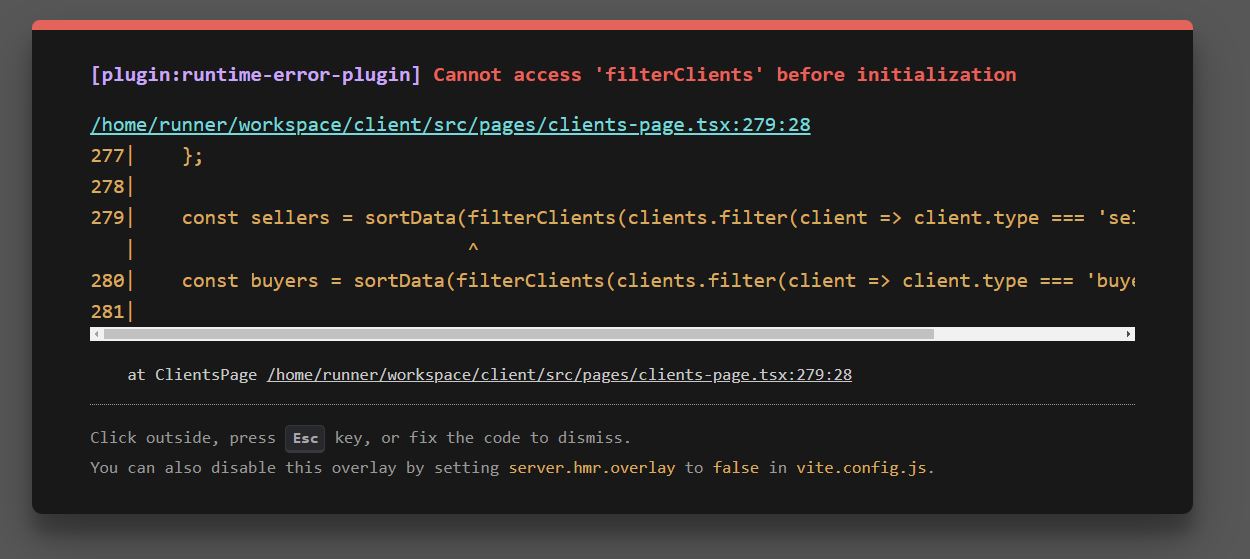 [plugin:runtime-error-plugin] Cannot access 'filterClients' before initialization
/home/runner/workspace/client/src/pages/clients-page.tsx:279:28
277|    };
278|
279|    const sellers = sortData(filterClients(clients.filter(client => client.type === 'sel
|                             ^
280|    const buyers = sortData(filterClients(clients.filter(client => client.type === 'buye
281|
at ClientsPage /home/runner/workspace/client/src/pages/clients-page.tsx:279:28
Click outside, press Esc key, or fix the code to dismiss.
You can also disable this overlay by setting server.hmr.overlay to false in vite.config.js.